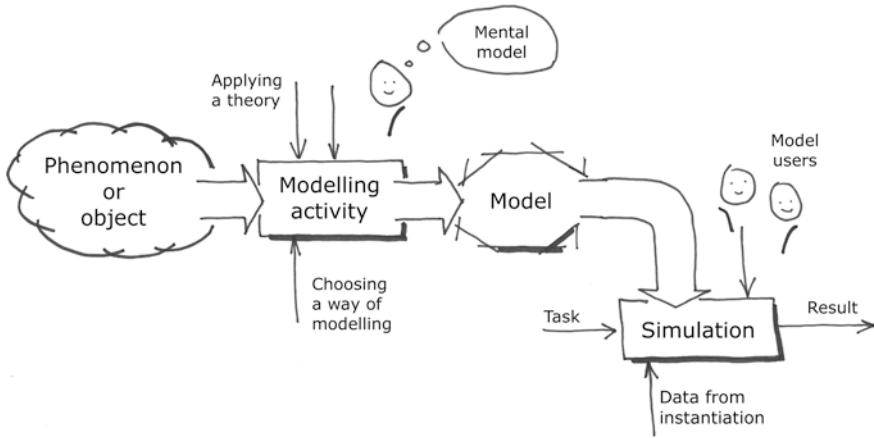 Mental
model
Applying
a theory
Phenomenon
or
object
Modelling
activity
Model
Model
users
Choosing
a way of
modelling
Task
Simulation
Result
Data from
instantiation